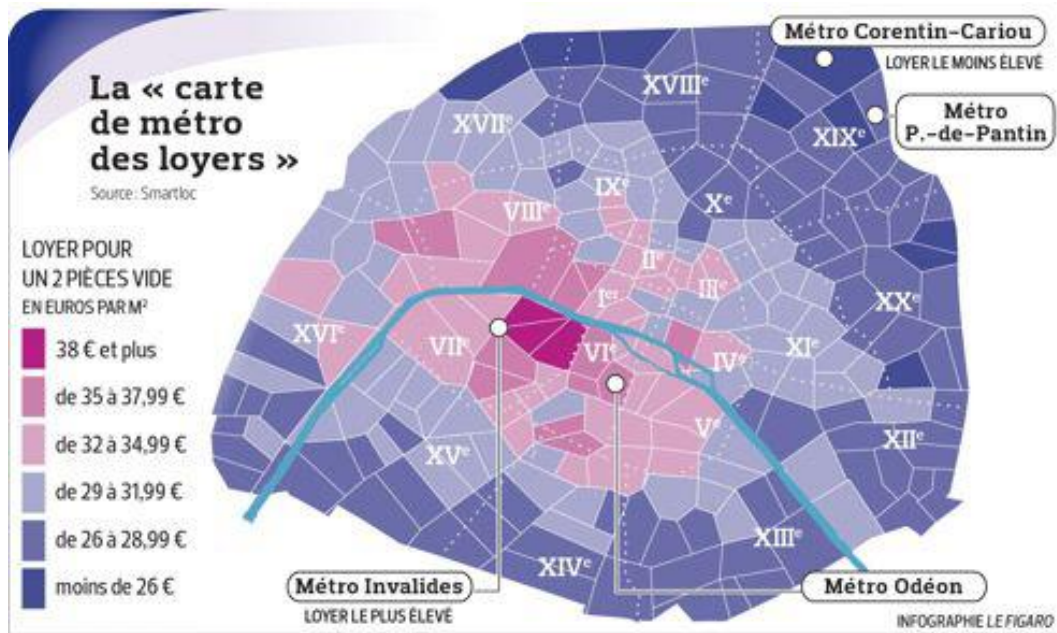 La « carte
de métro
des loyers »
Source : Smartloc
LOYER POUR
UN 2 PIÈCES VIDE
EN EUROS PAR M²
38 € et plus
de 35 à 37,99 €
de 32 à 34,99 €
de 29 à 31,99 €
de 26 à 28,99 €
moins de 26 €
Métro Corentin-Cariou
LOYER LE MOINS ÉLEVÉ
Métro
P.-de-Pantin
XVIIIe
XVIIe
XIXe
IXe
VIIIe
Xe
IIe
Ier
IIIe
XXe
XVIe
VIIe
VIe
IVe
XIe
Ve
XVe
XIIe
XIIIe
XIVe
Métro Invalides
LOYER LE PLUS ÉLEVÉ
Métro Odéon
INFOGRAPHIE LE FIGARO